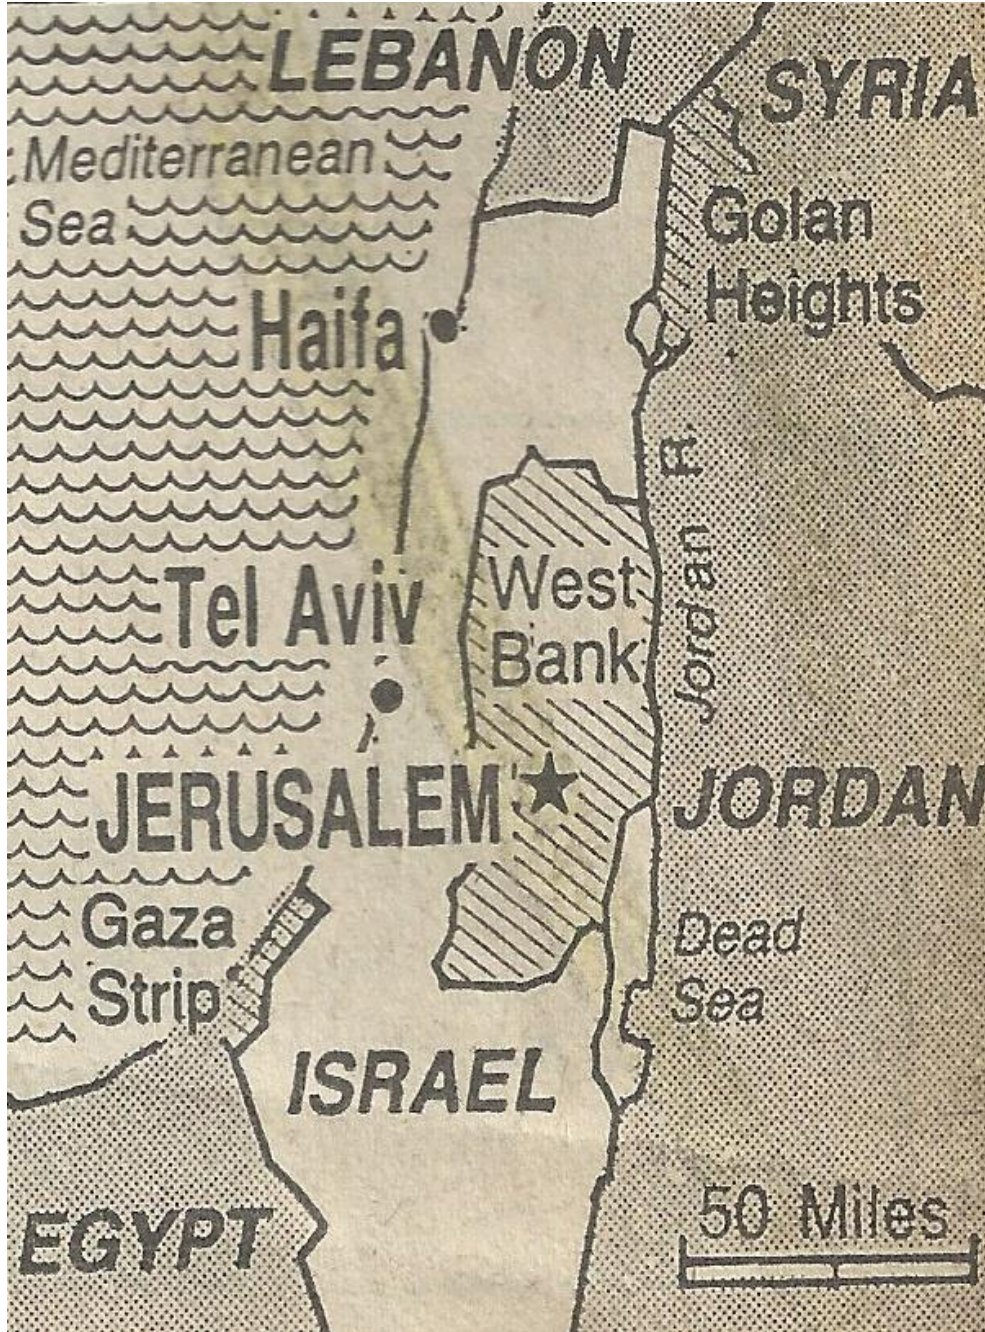 LEBANON
SYRIA
Mediterranean
Sea
Golan
Heights
Haifa
Jordan R.
Tel Aviv
West
Bank
JERUSALEM
JORDAN
Gaza
Strip
Dead
Sea
ISRAEL
EGYPT
50 Miles